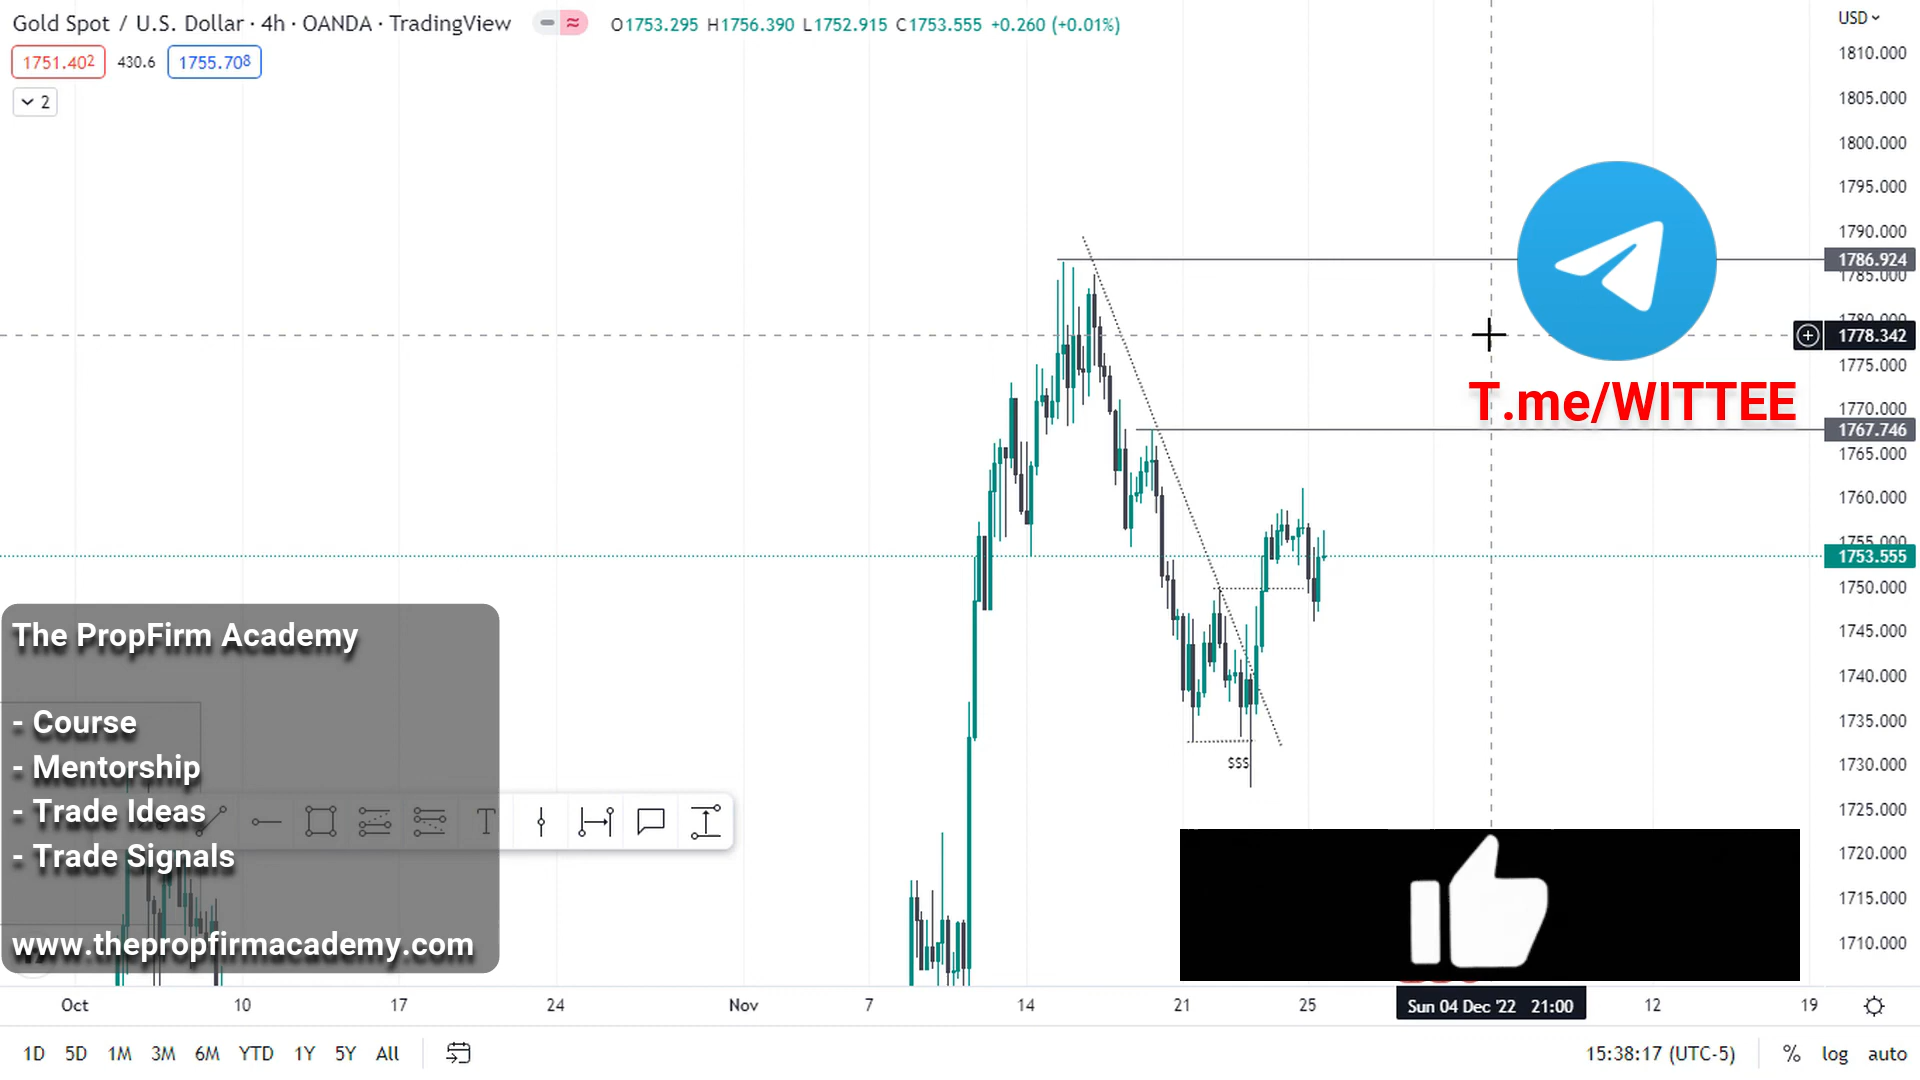 Gold Spot / U.S. Dollar · 4h · OANDA · TradingView
O1753.295 H1756.390 L1752.915 C1753.555 +0.260 (+0.01%)
USD
1751.402 430.6 1755.708
2
1810.000
1805.000
1800.000
1795.000
1790.000
1786.924
1785.000
1780.000
1778.342
1775.000
T.me/WITTEE
1770.000
1767.746
1765.000
1760.000
1755.000
1753.555
1750.000
1745.000
1740.000
1735.000
1730.000
1725.000
1720.000
1715.000
1710.000
$$$
The PropFirm Academy
- Course
- Mentorship
- Trade Ideas
- Trade Signals
www.thepropfirmacademy.com
T
Oct 10 17 24 Nov 7 14 21 25 Sun 04 Dec '22 21:00 12 19
1D 5D 1M 3M 6M YTD 1Y 5Y All
15:38:17 (UTC-5) % log auto